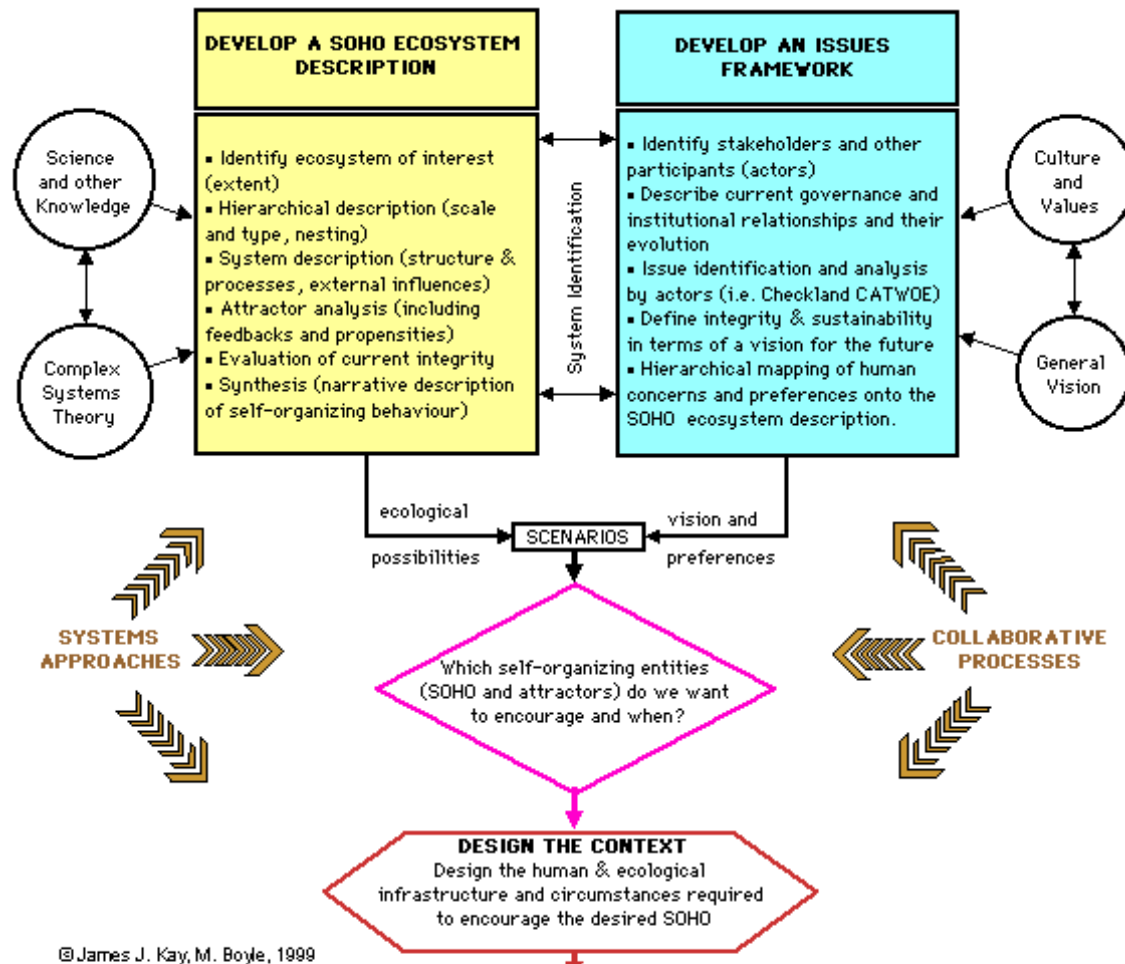 DEVELOP A SOHO ECOSYSTEM
DESCRIPTION
DEVELOP AN ISSUES
FRAMEWORK
Science
and other
Knowledge
Complex
Systems
Theory
▪ Identify ecosystem of interest
(extent)
▪ Hierarchical description (scale
and type, nesting)
▪ System description (structure &
processes, external influences)
▪ Attractor analysis (including
feedbacks and propensities)
▪ Evaluation of current integrity
▪ Synthesis (narrative description
of self-organizing behaviour)
System Identification
▪ Identify stakeholders and other
participants (actors)
▪ Describe current governance and
institutional relationships and their
evolution
▪ Issue identification and analysis
by actors (i.e. Checkland CATWOE)
▪ Define integrity & sustainability
in terms of a vision for the future
▪ Hierarchical mapping of human
concerns and preferences onto the
SOHO ecosystem description.
Culture
and
Values
General
Vision
ecological
possibilities
SCENARIOS
vision and
preferences
SYSTEMS
APPROACHES
COLLABORATIVE
PROCESSES
Which self-organizing entities
(SOHO and attractors) do we want
to encourage and when?
DESIGN THE CONTEXT
Design the human & ecological
infrastructure and circumstances required
to encourage the desired SOHO
©James J. Kay, M. Boyle, 1999